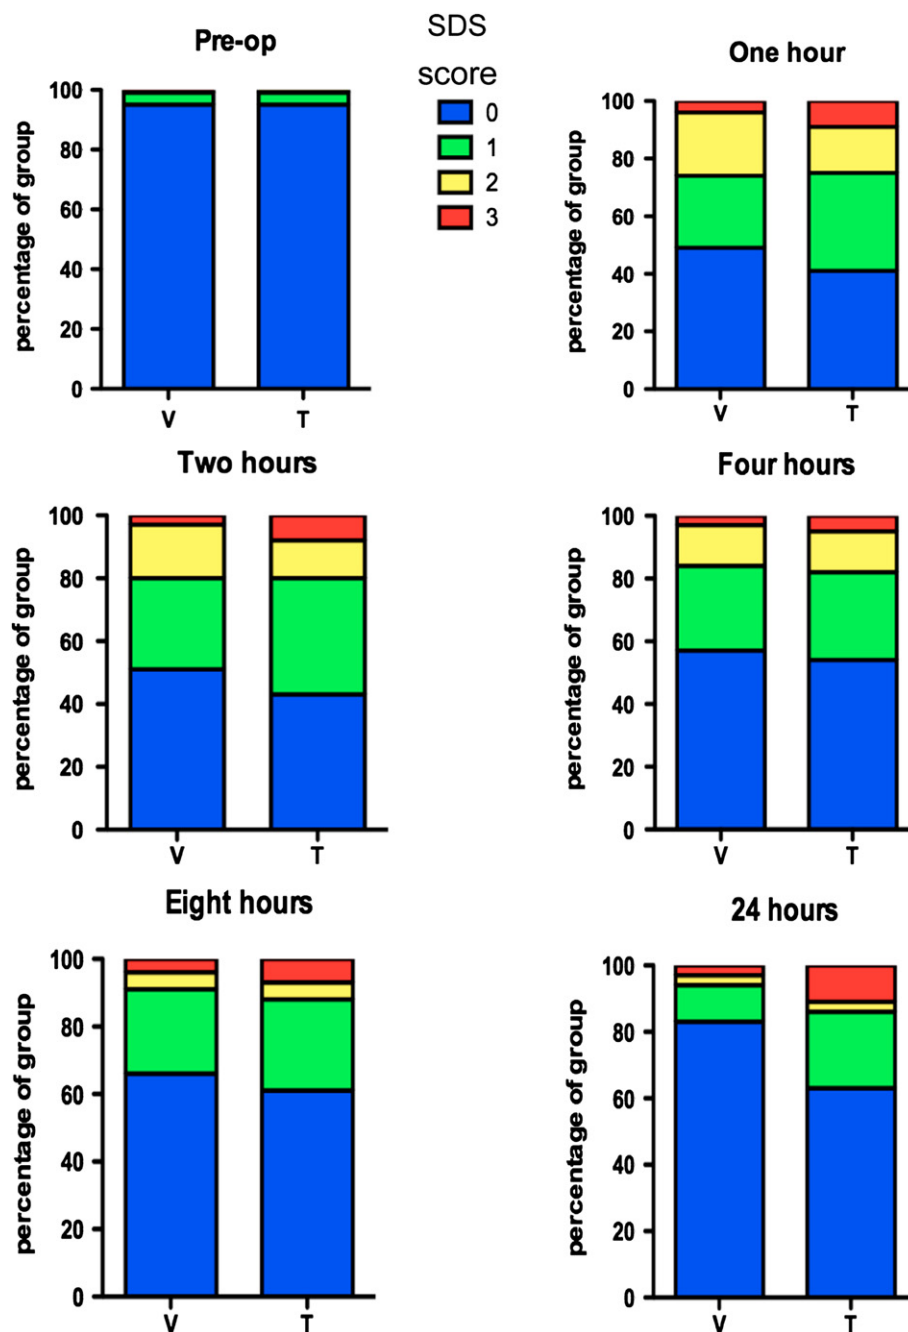 Pre-op
percentage of group
100
80
60
40
20
0
V T
SDS
score
0
1
2
3
One hour
percentage of group
100
80
60
40
20
0
V T
Two hours
percentage of group
100
80
60
40
20
0
V T
Four hours
percentage of group
100
80
60
40
20
0
V T
Eight hours
percentage of group
100
80
60
40
20
0
V T
24 hours
percentage of group
100
80
60
40
20
0
V T